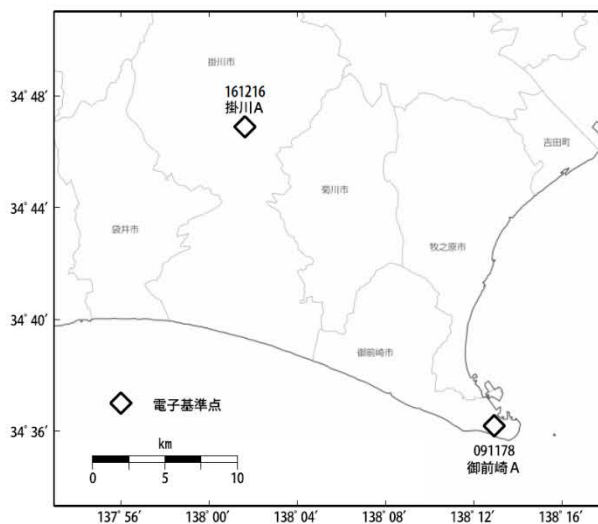 掛川市
34˚ 48'
161216
掛川A
吉田町
菊川市
34˚ 44'
袋井市
牧之原市
34˚ 40'
御前崎市
電子基準点
34˚ 36'
km
091178
0 5 10
御前崎A
137˚ 56' 138˚ 00' 138˚ 04' 138˚ 08' 138˚ 12' 138˚ 16'